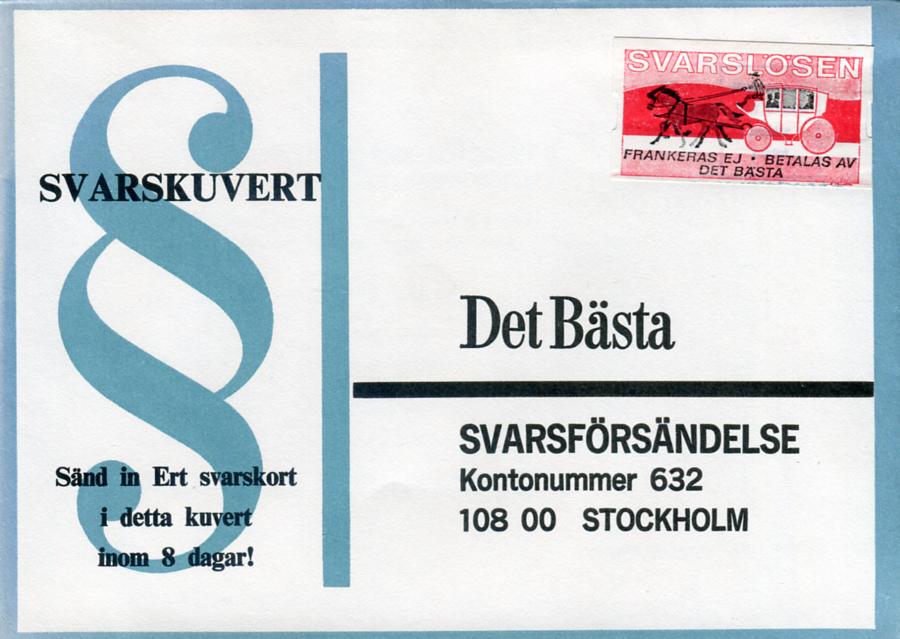 §
SVARSKUVERT
Sänd in Ert svarskort
i detta kuvert
inom 8 dagar!
SVARSLÖSEN
FRANKERAS EJ • BETALAS AV
DET BÄSTA
Det Bästa
SVARSFÖRSÄNDELSE
Kontonummer 632
108 00 STOCKHOLM